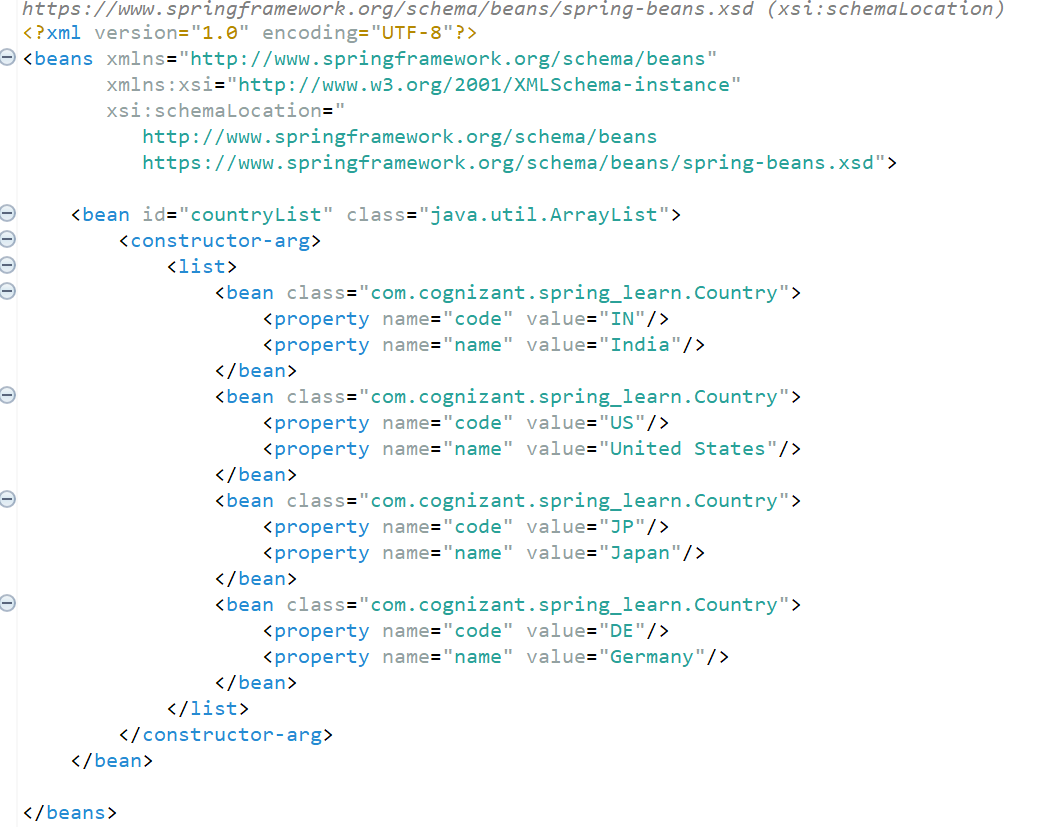 https://www.springframework.org/schema/beans/spring-beans.xsd (xsi:schemaLocation)
<?xml version="1.0" encoding="UTF-8"?>
<beans xmlns="http://www.springframework.org/schema/beans"
       xmlns:xsi="http://www.w3.org/2001/XMLSchema-instance"
       xsi:schemaLocation="
          http://www.springframework.org/schema/beans
          https://www.springframework.org/schema/beans/spring-beans.xsd">

    <bean id="countryList" class="java.util.ArrayList">
        <constructor-arg>
            <list>
                <bean class="com.cognizant.spring_learn.Country">
                    <property name="code" value="IN"/>
                    <property name="name" value="India"/>
                </bean>
                <bean class="com.cognizant.spring_learn.Country">
                    <property name="code" value="US"/>
                    <property name="name" value="United States"/>
                </bean>
                <bean class="com.cognizant.spring_learn.Country">
                    <property name="code" value="JP"/>
                    <property name="name" value="Japan"/>
                </bean>
                <bean class="com.cognizant.spring_learn.Country">
                    <property name="code" value="DE"/>
                    <property name="name" value="Germany"/>
                </bean>
            </list>
        </constructor-arg>
    </bean>

</beans>